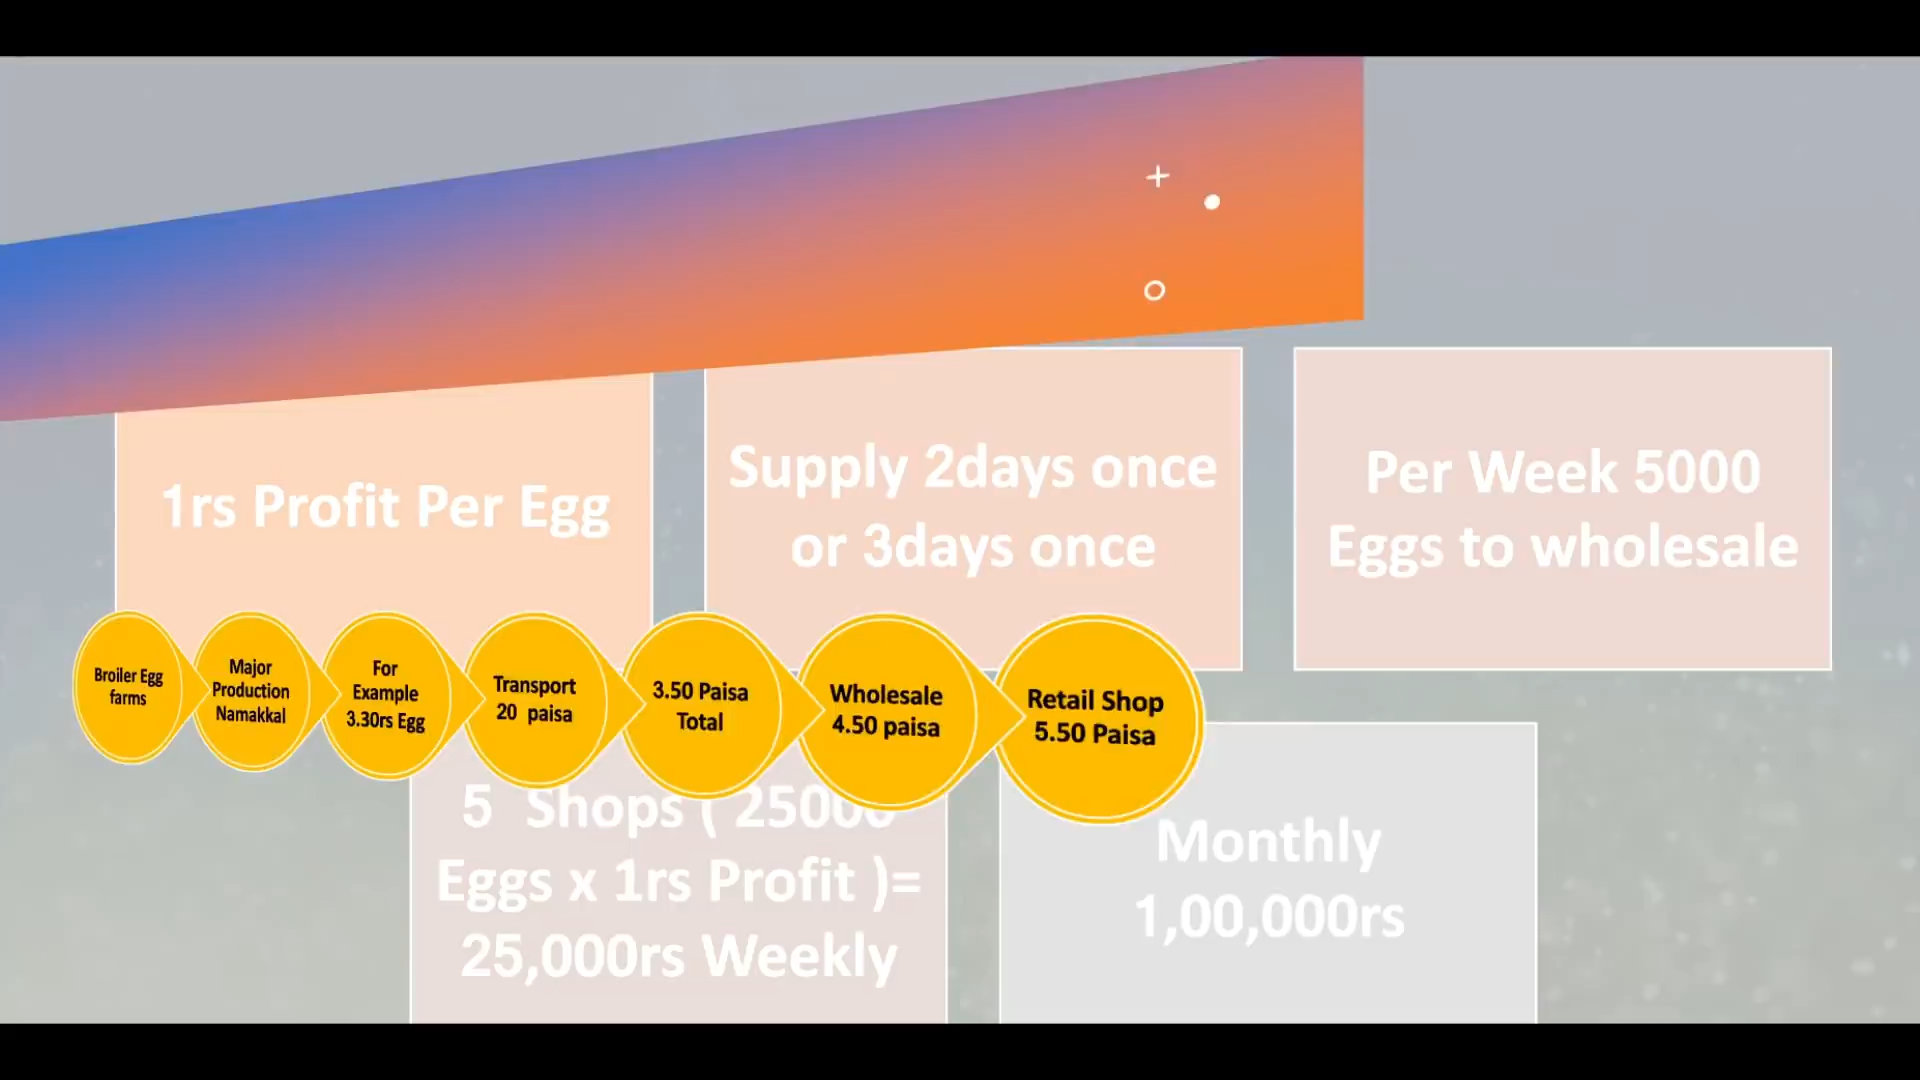 1rs Profit Per Egg
Supply 2days once
or 3days once
Per Week 5000
Eggs to wholesale
Broiler Egg
farms
Major
Production
Namakkal
For
Example
3.30rs Egg
Transport
20 paisa
3.50 Paisa
Total
Wholesale
4.50 paisa
Retail Shop
5.50 Paisa
5 Shops ( 25000
Eggs x 1rs Profit )=
25,000rs Weekly
Monthly
1,00,000rs